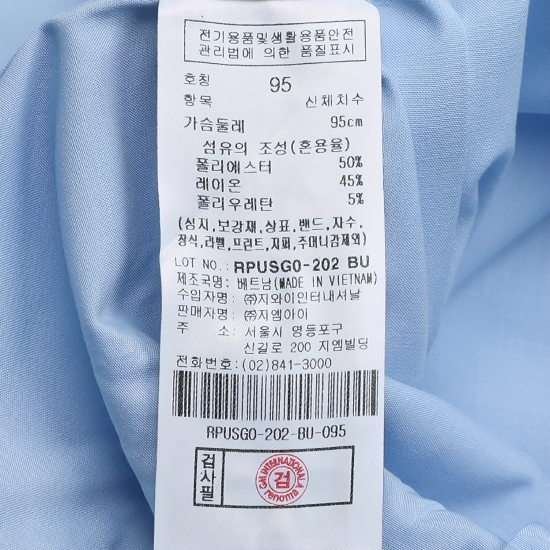 전기용품및생활용품안전
관리법에 의한 품질표시
호칭 95
항목 신체치수
가슴둘레 95cm
섬유의 조성(혼용율)
폴리에스터 50%
레이온 45%
폴리우레탄 5%
(심지,보강재,상표,밴드,자수,
장식,라벨,프린트,지퍼,주머니감제외)
LOT NO.: RPUSG0-202 BU
제조국명: 베트남(MADE IN VIETNAM)
수입자명: ㈜지와이인터내셔날
판매자명: ㈜지엠아이
주 소: 서울시 영등포구
신길로 200 지엠빌딩
전화번호:(02)841-3000
RPUSG0-202-BU-095
검사필
GMI INTERNATIONAL
검
renoma